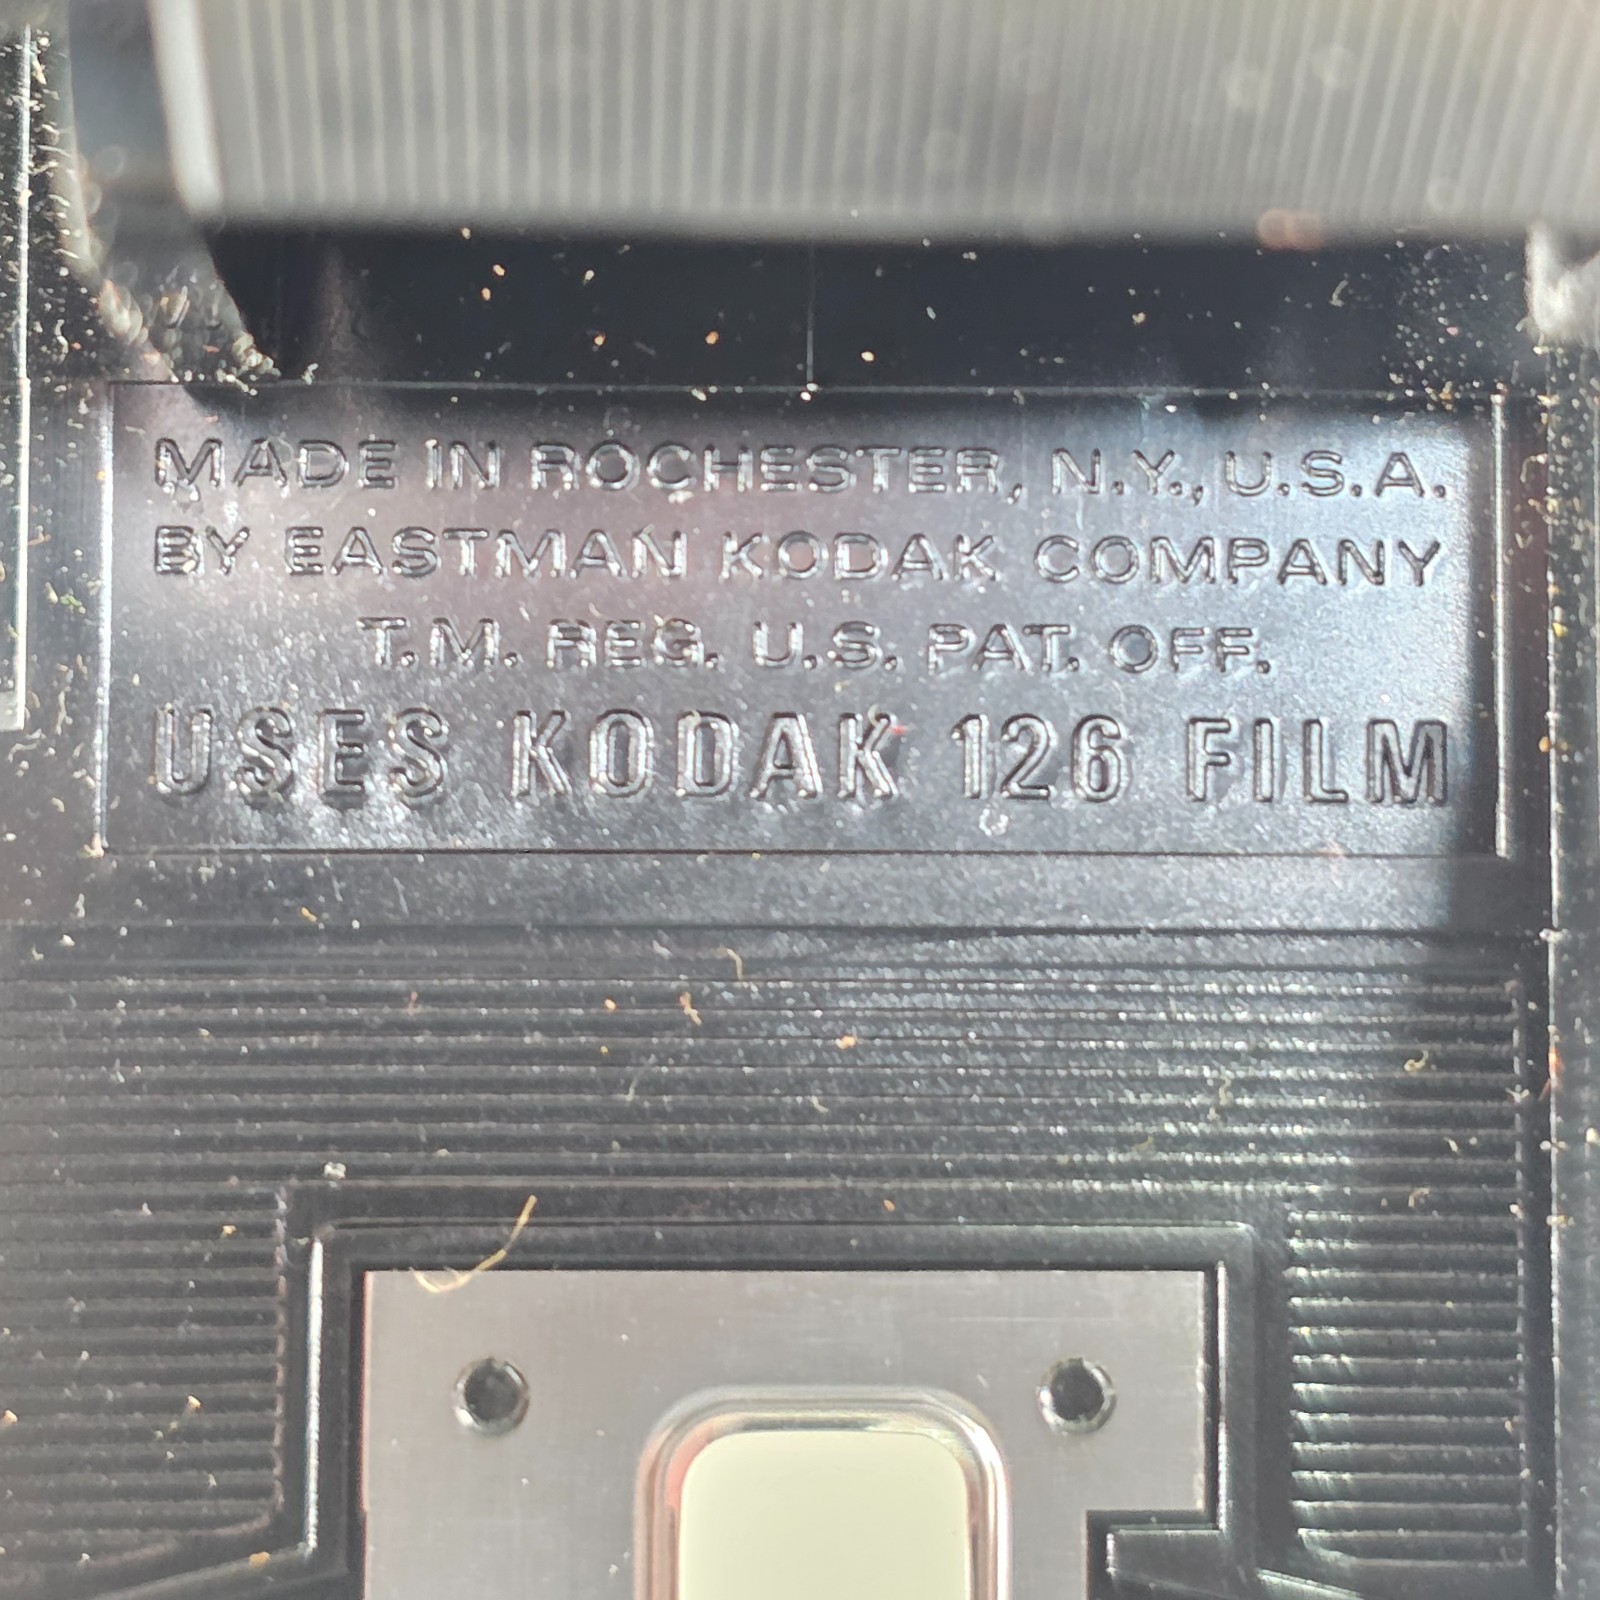 MADE IN ROCHESTER, N.Y., U.S.A.
BY EASTMAN KODAK COMPANY
T.M. REG. U.S. PAT. OFF.
USES KODAK 126 FILM